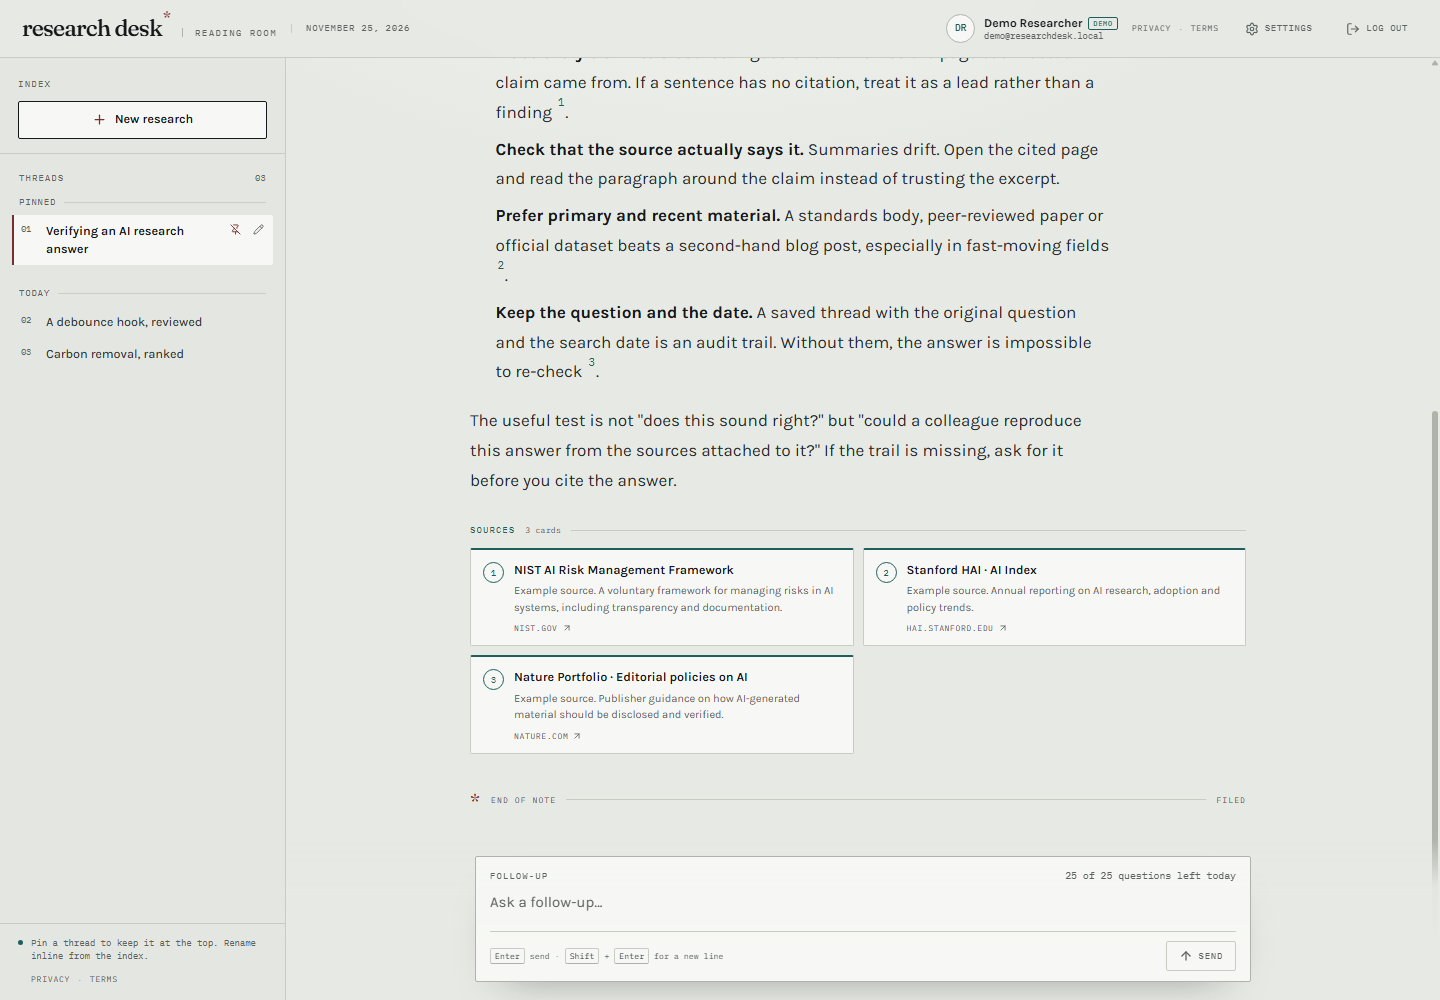 research desk*
READING ROOM
NOVEMBER 25, 2026
DR
Demo Researcher DEMO
demo@researchdesk.local
PRIVACY · TERMS
SETTINGS
LOG OUT
INDEX
+ New research
THREADS 03
PINNED
01 Verifying an AI research
answer
TODAY
02 A debounce hook, reviewed
03 Carbon removal, ranked
Pin a thread to keep it at the top. Rename
inline from the index.
PRIVACY · TERMS
claim came from. If a sentence has no citation, treat it as a lead rather than a
finding 1.
Check that the source actually says it. Summaries drift. Open the cited page
and read the paragraph around the claim instead of trusting the excerpt.
Prefer primary and recent material. A standards body, peer-reviewed paper or
official dataset beats a second-hand blog post, especially in fast-moving fields
2.
Keep the question and the date. A saved thread with the original question
and the search date is an audit trail. Without them, the answer is impossible
to re-check 3.
The useful test is not "does this sound right?" but "could a colleague reproduce
this answer from the sources attached to it?" If the trail is missing, ask for it
before you cite the answer.
SOURCES 3 cards
1 NIST AI Risk Management Framework
Example source. A voluntary framework for managing risks in AI
systems, including transparency and documentation.
NIST.GOV ↗
2 Stanford HAI · AI Index
Example source. Annual reporting on AI research, adoption and
policy trends.
HAI.STANFORD.EDU ↗
3 Nature Portfolio · Editorial policies on AI
Example source. Publisher guidance on how AI-generated
material should be disclosed and verified.
NATURE.COM ↗
* END OF NOTE FILED
FOLLOW-UP 25 of 25 questions left today
Ask a follow-up…
Enter send · Shift + Enter for a new line
SEND